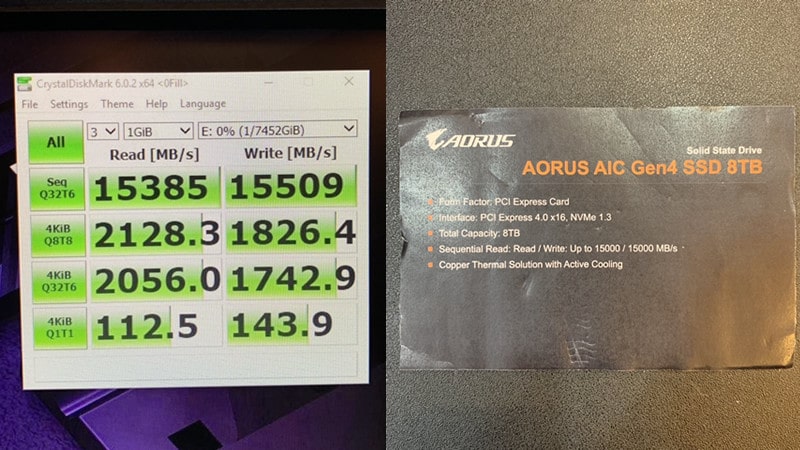 CrystalDiskMark 6.0.2 x64 <0Fill>
File Settings Theme Help Language
All 3 1GiB E: 0% (1/7452GiB)
Read [MB/s] Write [MB/s]
Seq Q32T6 15385 15509
4KiB Q8T8 2128.3 1826.4
4KiB Q32T6 2056.0 1742.9
4KiB Q1T1 112.5 143.9
AORUS
Solid State Drive
AORUS AIC Gen4 SSD 8TB
Form Factor: PCI Express Card
Interface: PCI Express 4.0 x16, NVMe 1.3
Total Capacity: 8TB
Sequential Read: Read / Write: Up to 15000 / 15000 MB/s
Copper Thermal Solution with Active Cooling